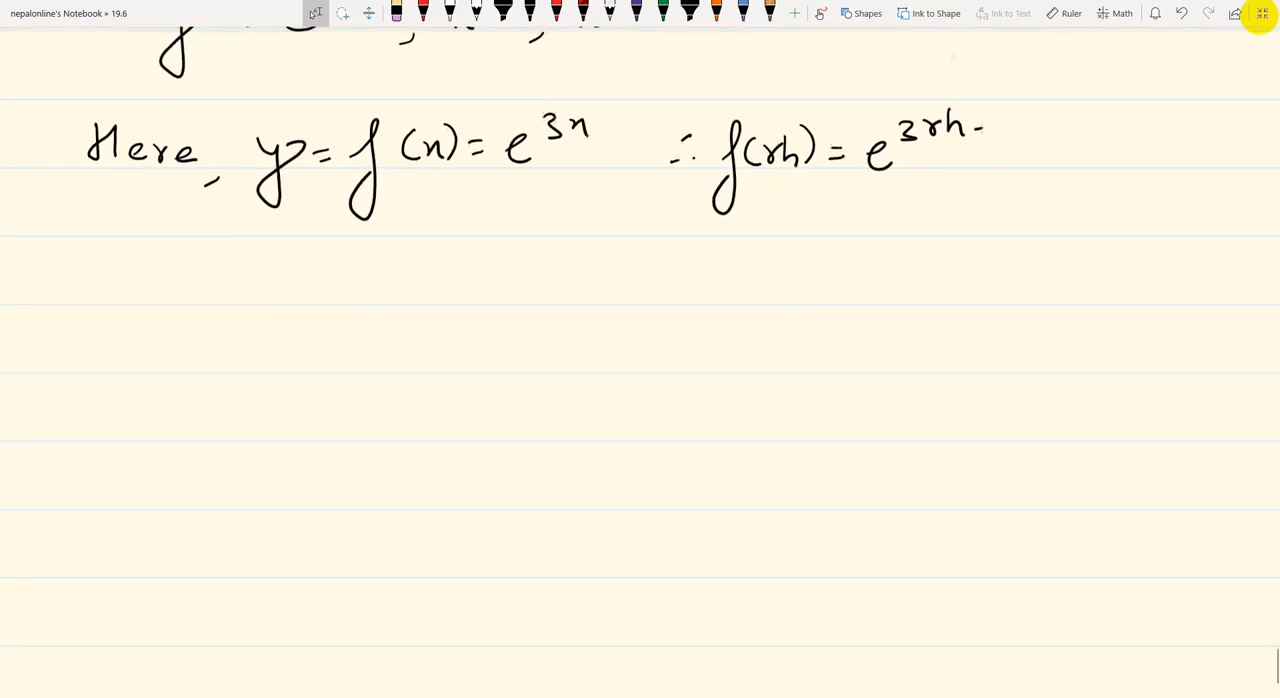 nepalonline's Notebook » 19.6 Shapes Ink to Shape Ink to Text Ruler Math
Here, y = f(x) = e^{3x} ∴ f(rh) = e^{3rh}